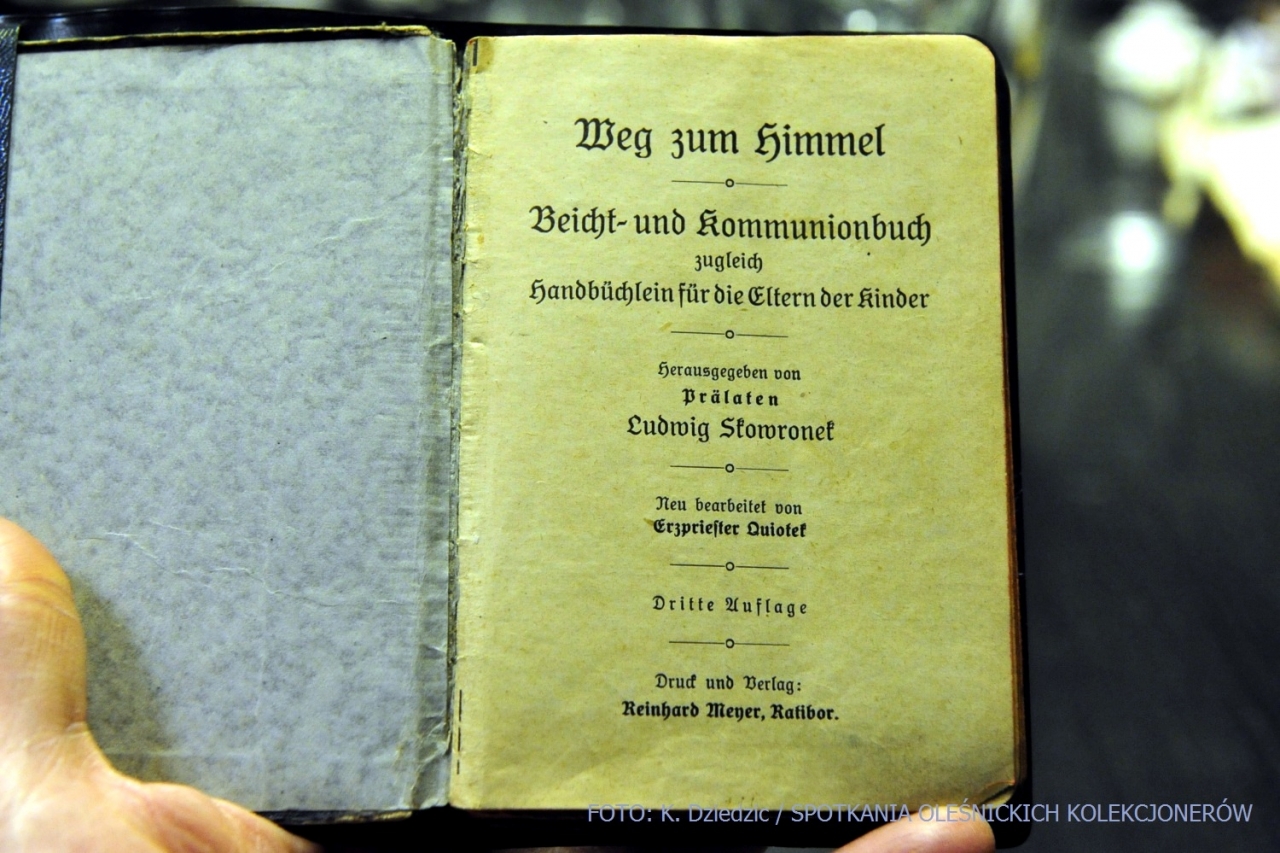 Weg zum Himmel
Beicht- und Kommunionbuch
zugleich
Handbüchlein für die Eltern der Kinder
Herausgegeben von
Prälaten
Ludwig Skowronek
Neu bearbeitet von
Erzpriester Quiotek
Dritte Auflage
Druck und Verlag:
Reinhard Meyer, Ratibor.
FOTO: K. Dziedzic / SPOTKANIA OLEŚNICKICH KOLEKCJONERÓW